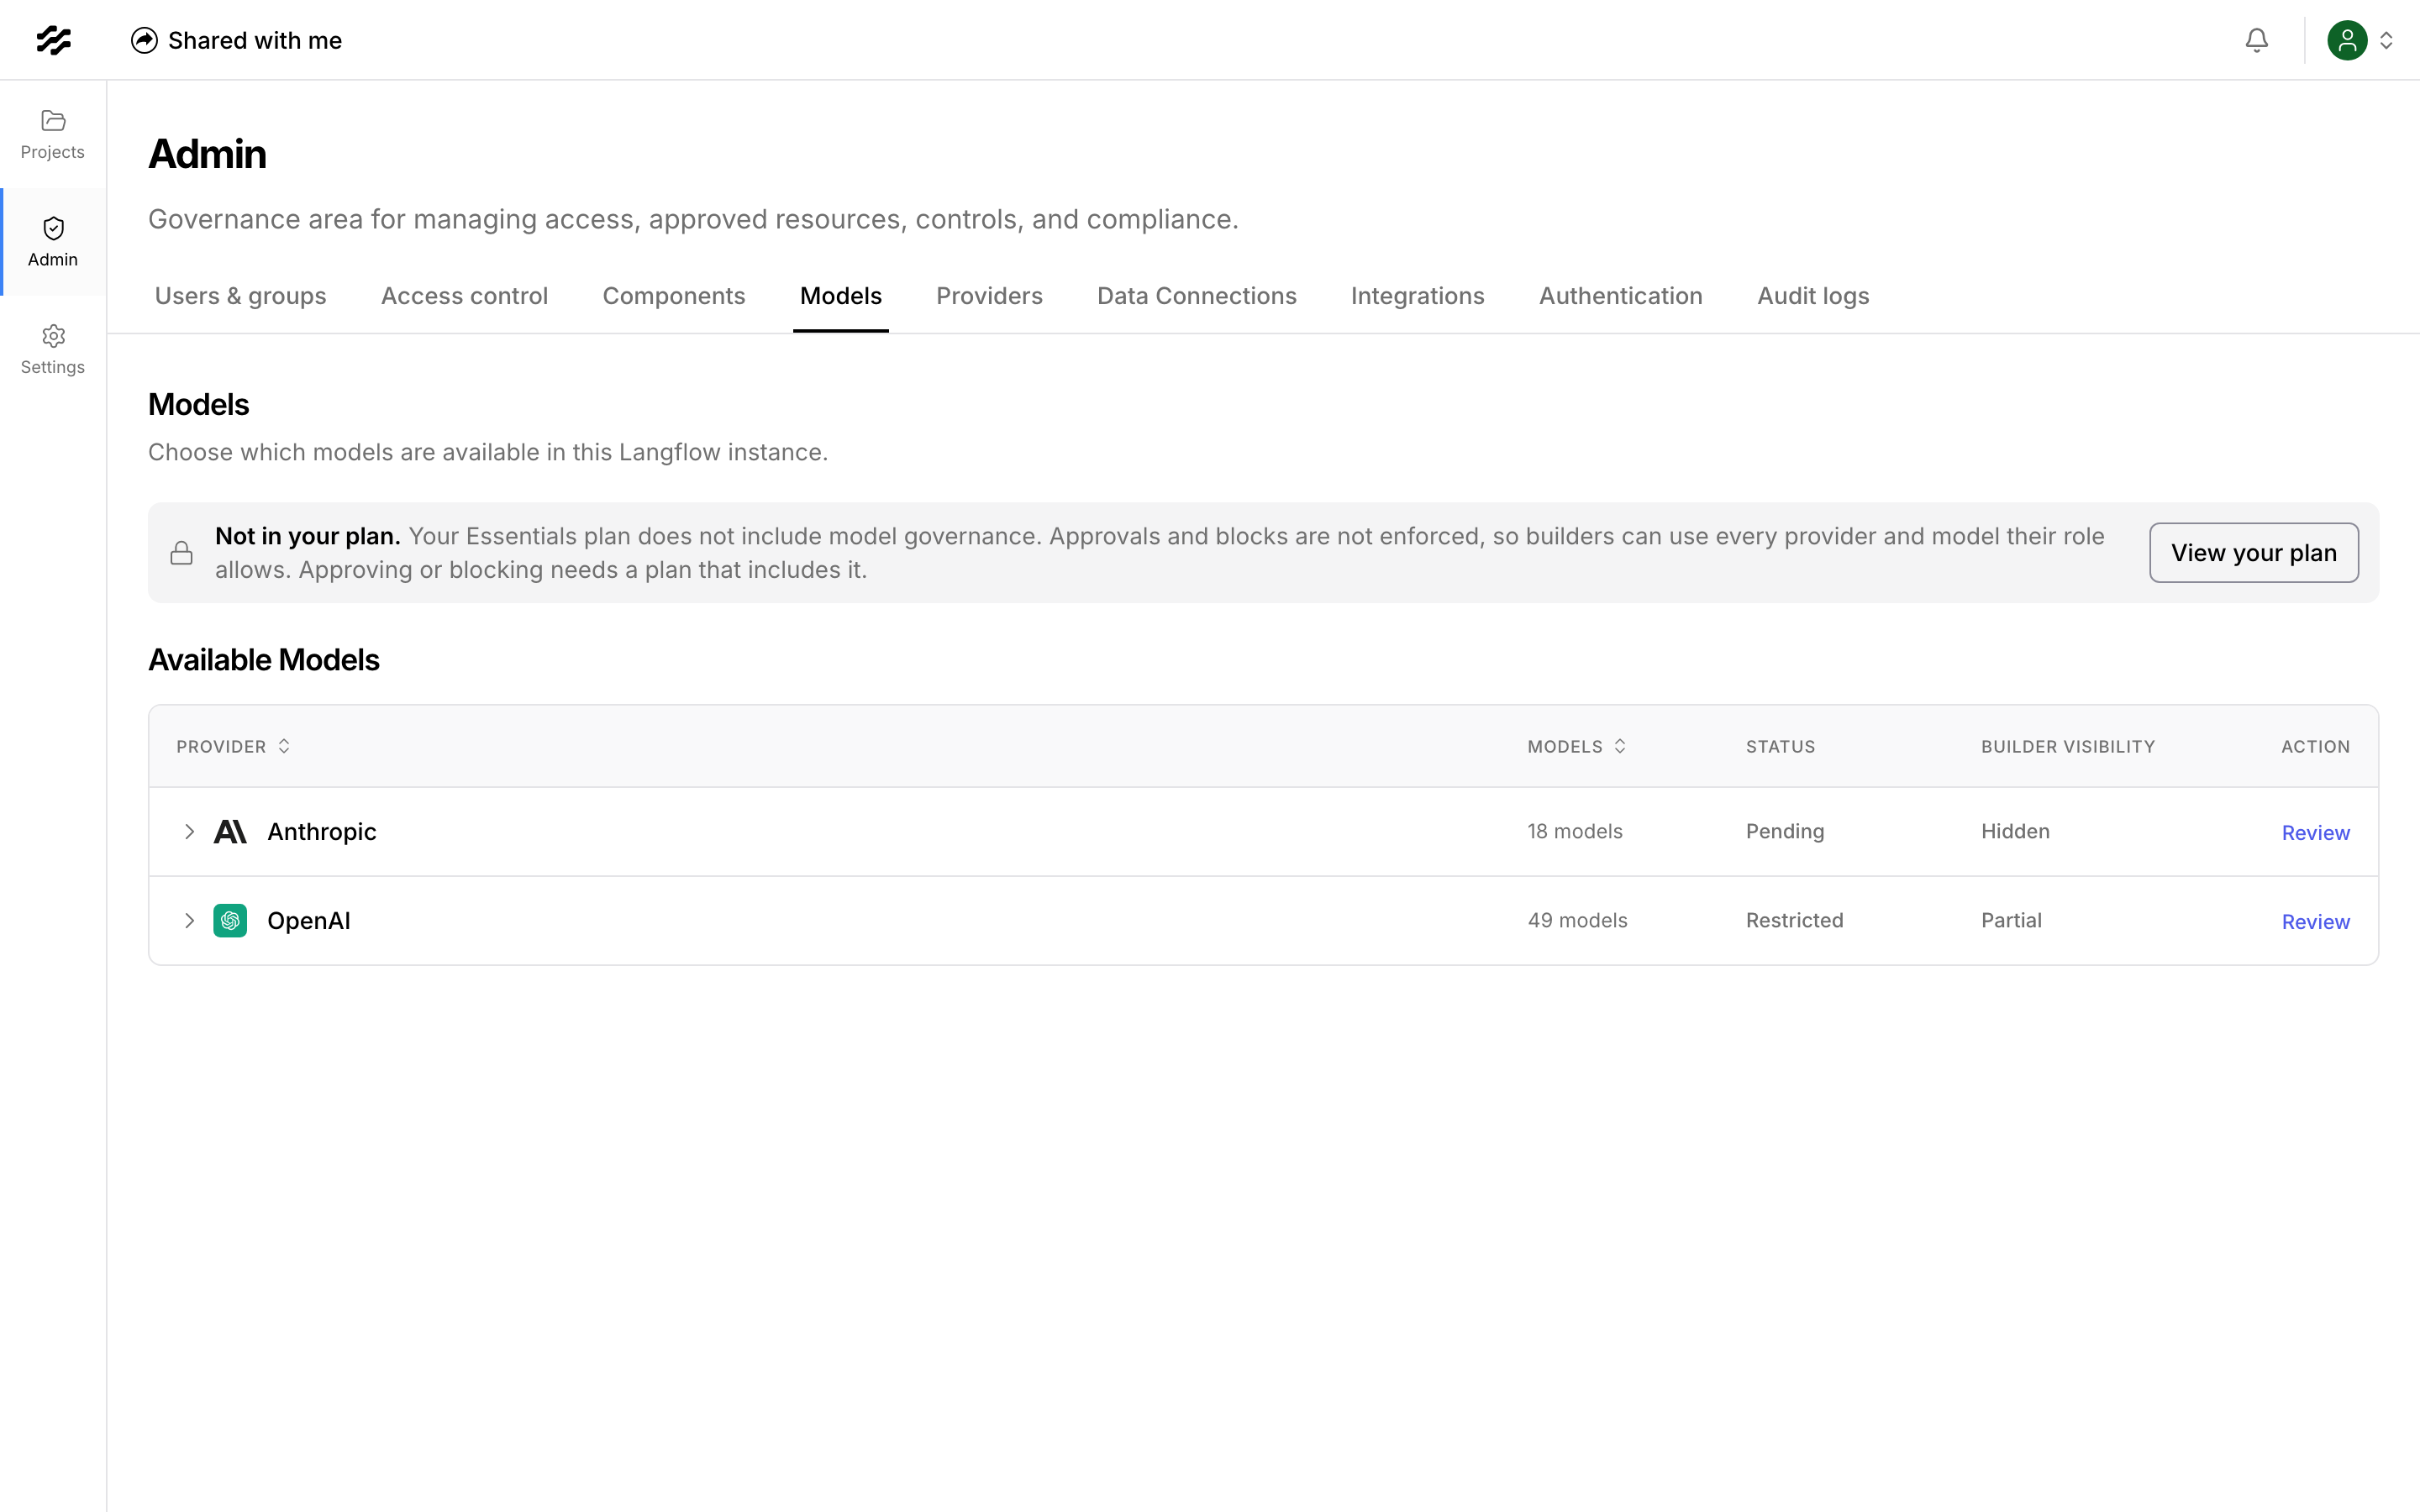 Shared with me
Projects
Admin
Settings
Admin
Governance area for managing access, approved resources, controls, and compliance.
Users & groups Access control Components Models Providers Data Connections Integrations Authentication Audit logs
Models
Choose which models are available in this Langflow instance.
Not in your plan. Your Essentials plan does not include model governance. Approvals and blocks are not enforced, so builders can use every provider and model their role
allows. Approving or blocking needs a plan that includes it.
View your plan
Available Models
PROVIDER MODELS STATUS BUILDER VISIBILITY ACTION
Anthropic 18 models Pending Hidden Review
OpenAI 49 models Restricted Partial Review